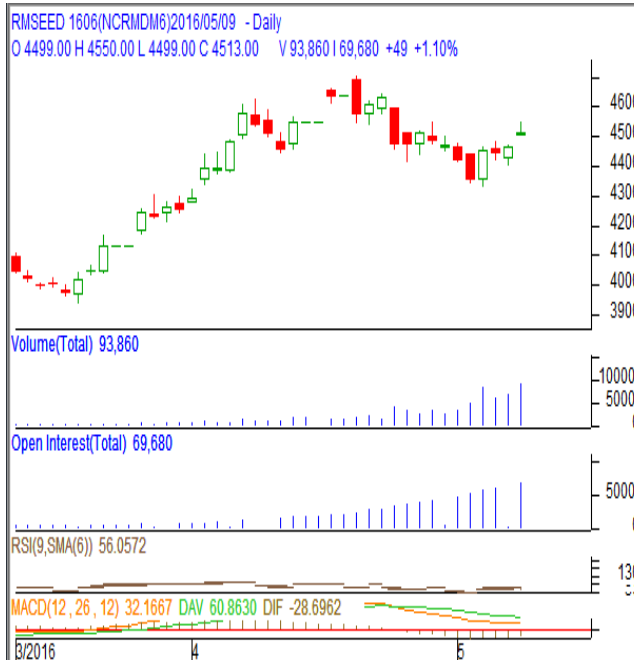 RMSEED 1606(NCRMDM6)2016/05/09 - Daily
O 4499.00 H 4550.00 L 4499.00 C 4513.00 V 93,860 I 69,680 +49 +1.10%
4600
4500
4400
4300
4200
4100
4000
3900
Volume(Total) 93,860
10000
5000
Open Interest(Total) 69,680
5000
RSI(9,SMA(6)) 56.0572
130
MACD(12 , 26 , 12) 32.1667 DAV 60.8630 DIF -28.6962
3/2016 4 5